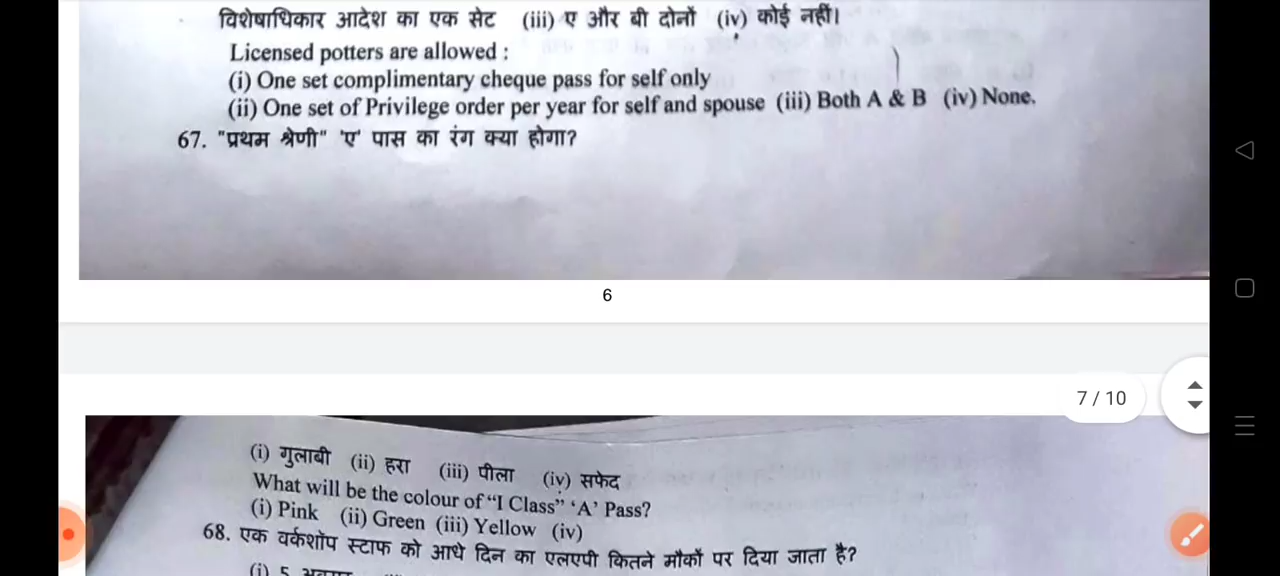 विशेषाधिकार आदेश का एक सेट (iii) ए और बी दोनों (iv) कोई नहीं।
Licensed potters are allowed :
(i) One set complimentary cheque pass for self only
(ii) One set of Privilege order per year for self and spouse (iii) Both A & B (iv) None.
67. "प्रथम श्रेणी" 'ए' पास का रंग क्या होगा?
6
7 / 10
(i) गुलाबी (ii) हरा (iii) पीला (iv) सफेद
What will be the colour of “I Class” ‘A’ Pass?
(i) Pink (ii) Green (iii) Yellow (iv)
68. एक वर्कशॉप स्टाफ को आधे दिन का एलएपी कितने मौकों पर दिया जाता है?
(i) 5